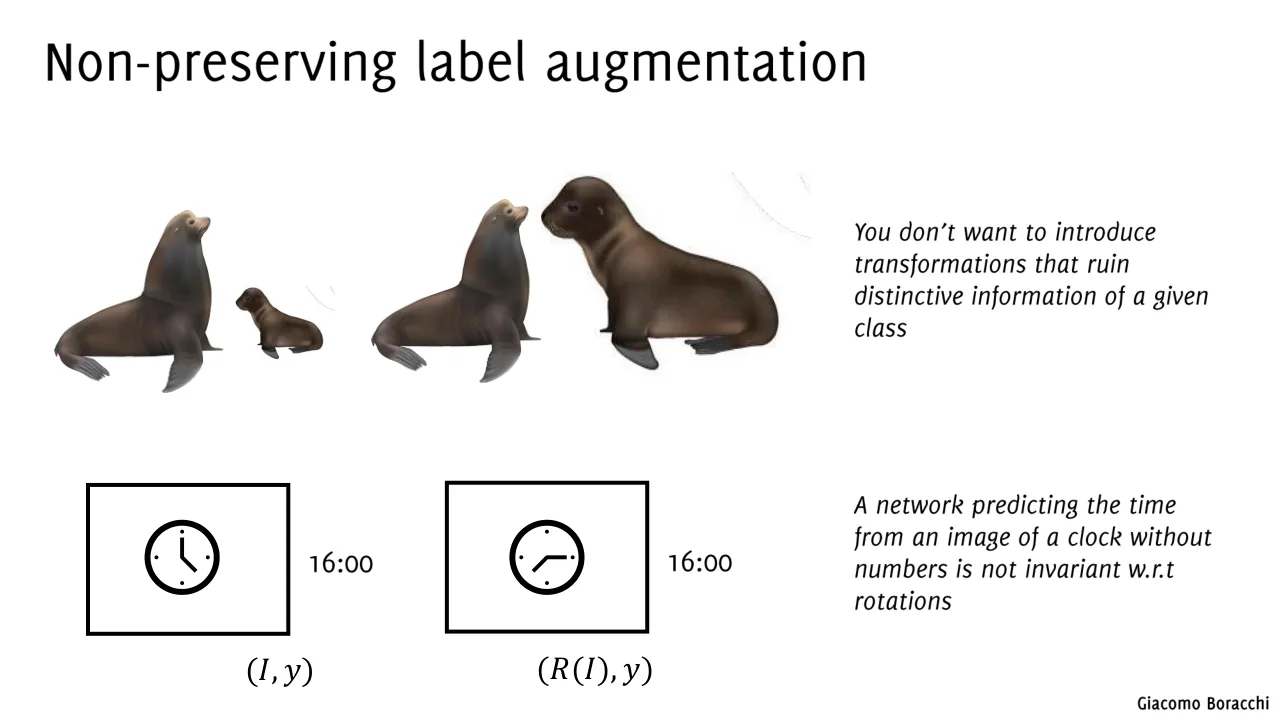 Non-preserving label augmentation
You don't want to introduce
transformations that ruin
distinctive information of a given
class
16:00
16:00
A network predicting the time
from an image of a clock without
numbers is not invariant w.r.t
rotations
(I, y)
(R(I), y)
Giacomo Boracchi